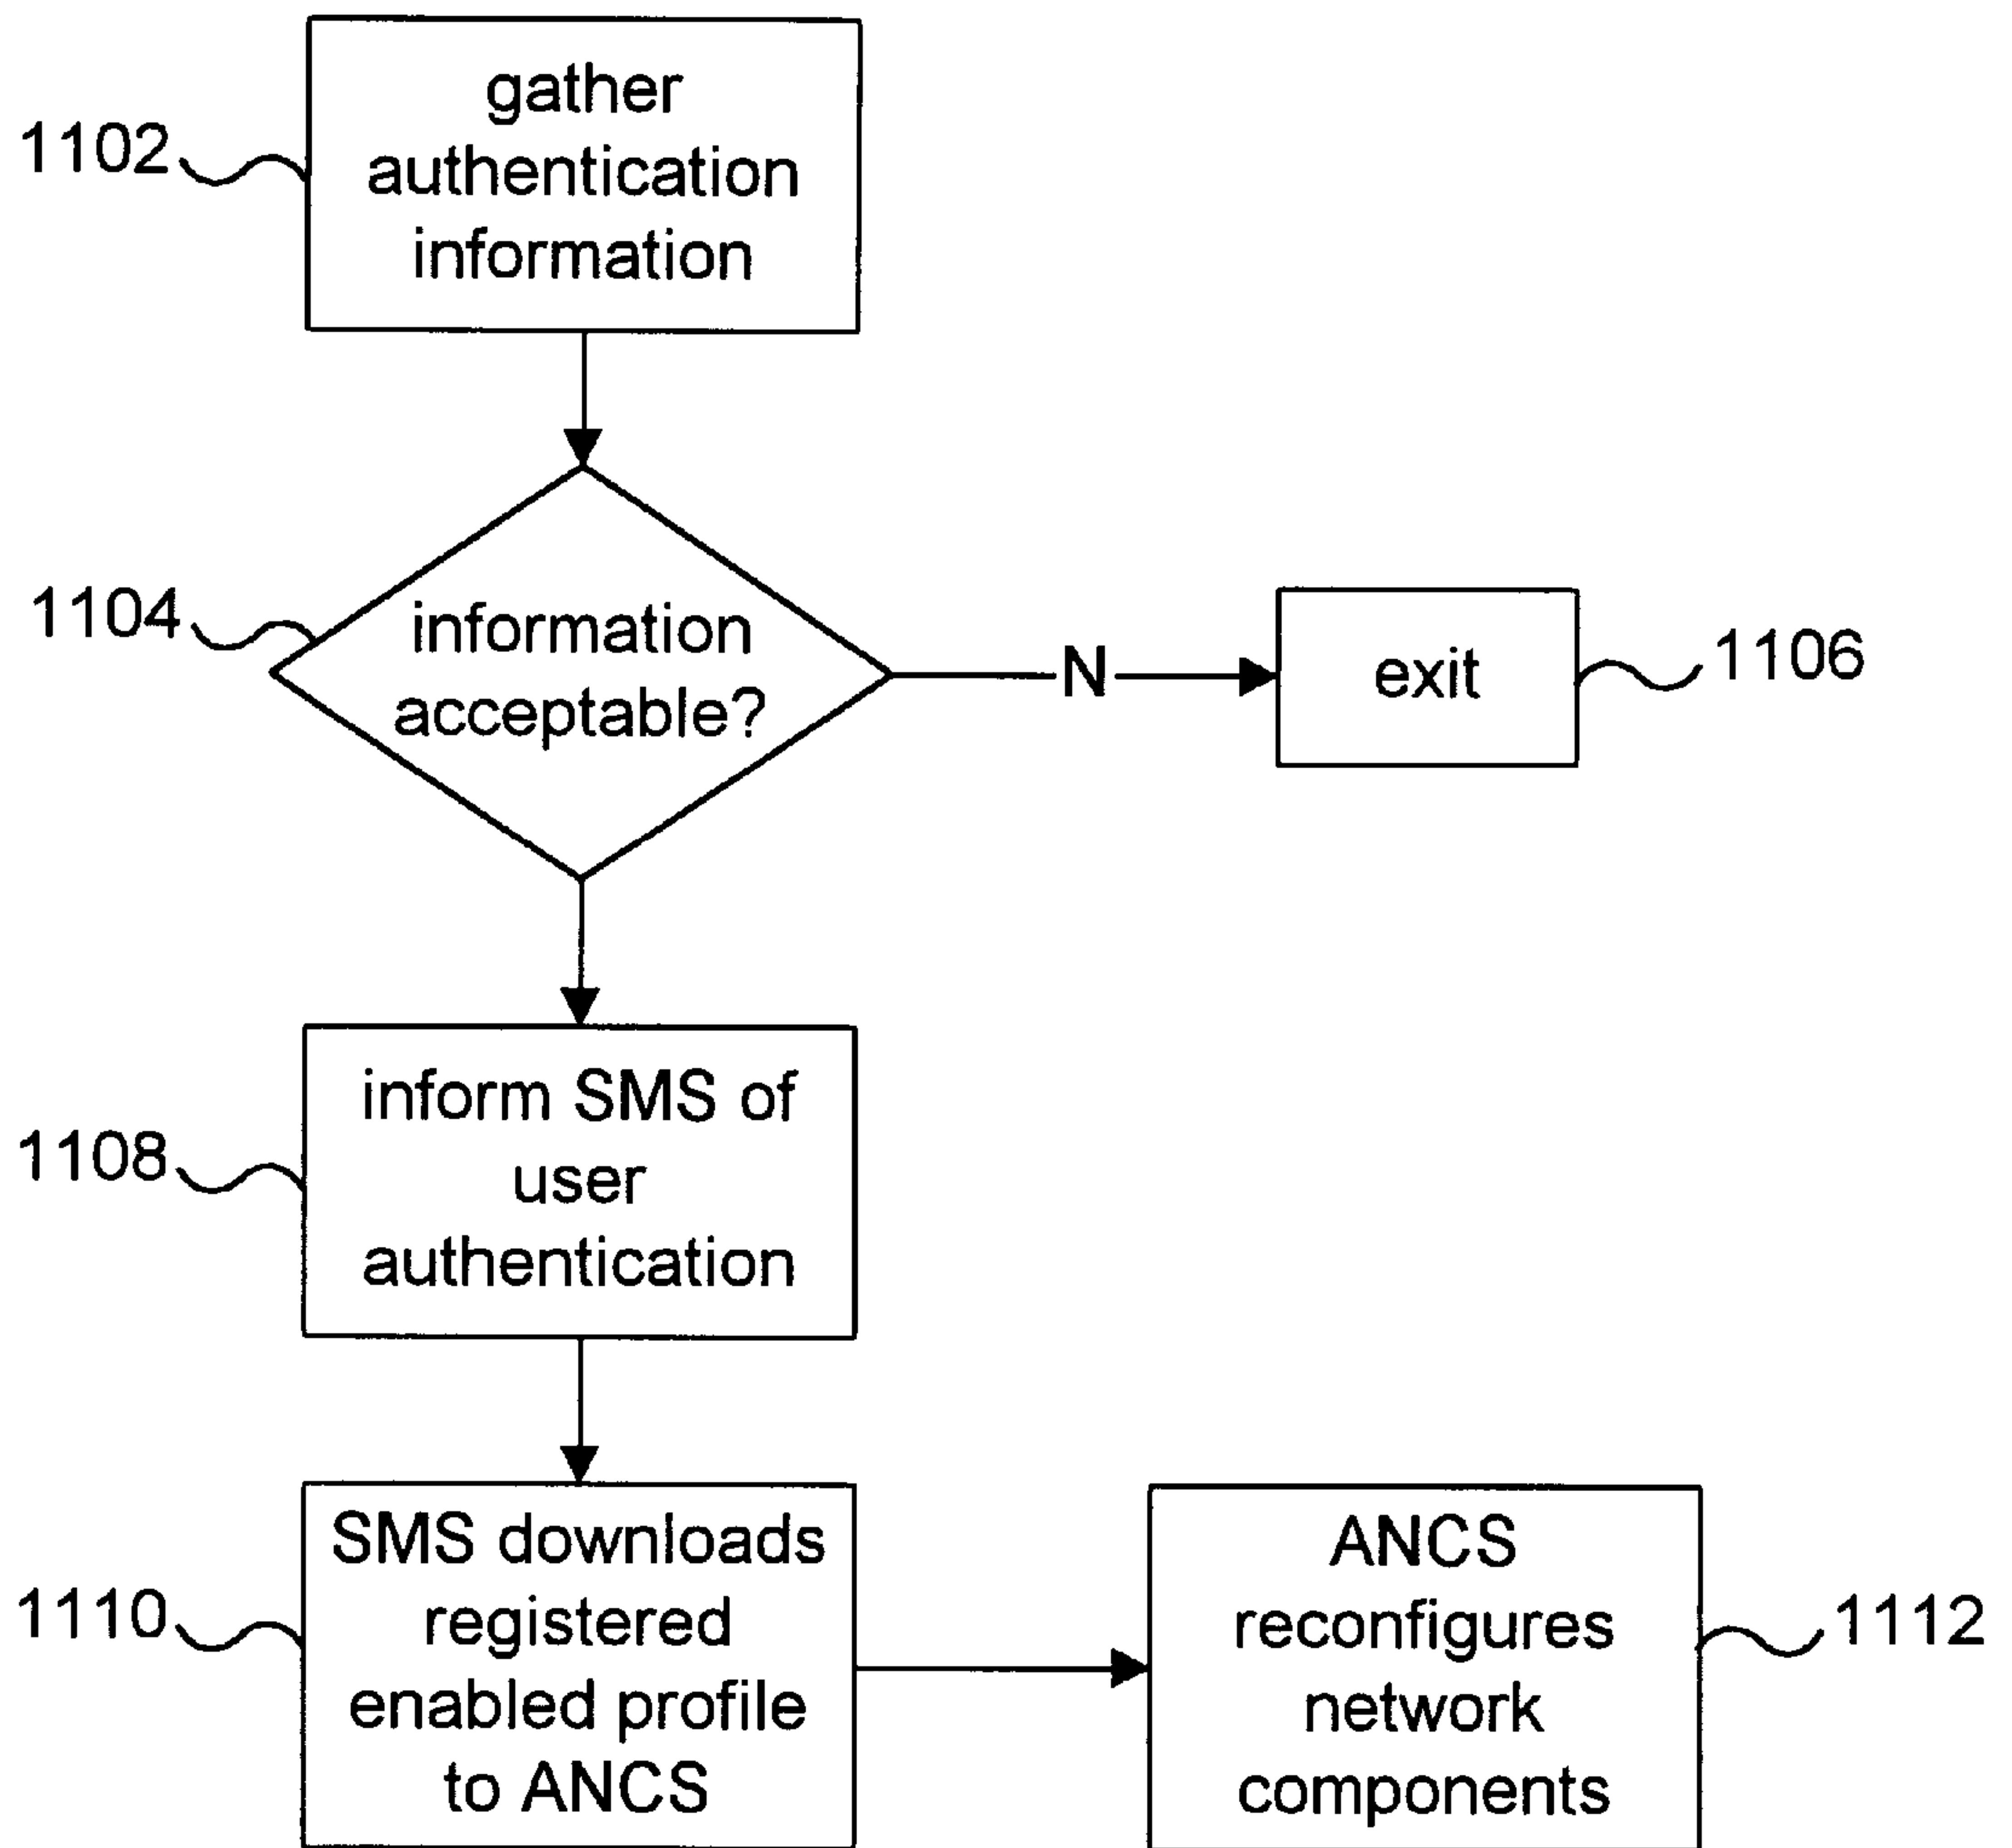 gather
authentication
information
1102
information
acceptable?
1104
N
exit
1106
inform SMS of
user
authentication
1108
SMS downloads
registered
enabled profile
to ANCS
1110
ANCS
reconfigures
network
components
1112